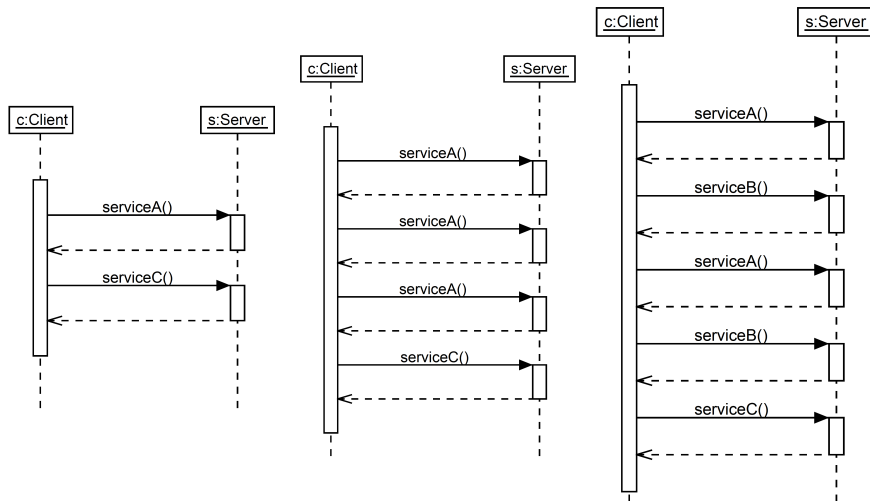 c:Client
s:Server
serviceA()
serviceC()
c:Client
s:Server
serviceA()
serviceA()
serviceA()
serviceC()
c:Client
s:Server
serviceA()
serviceB()
serviceA()
serviceB()
serviceC()